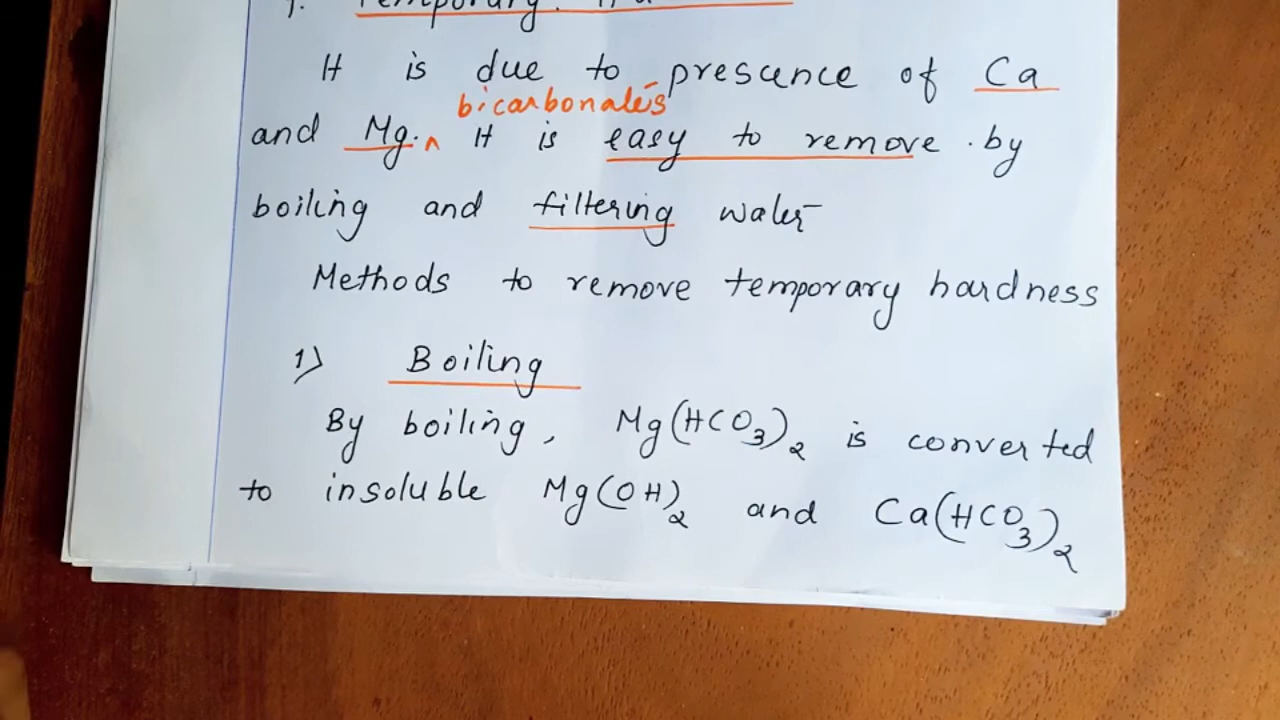 1. Temporary
It is due to presence of Ca
bicarbonates
and Mg.^ It is easy to remove by
boiling and filtering water
Methods to remove temporary hardness
1) Boiling
By boiling, Mg(HCO₃)₂ is converted
to insoluble Mg(OH)₂ and Ca(HCO₃)₂